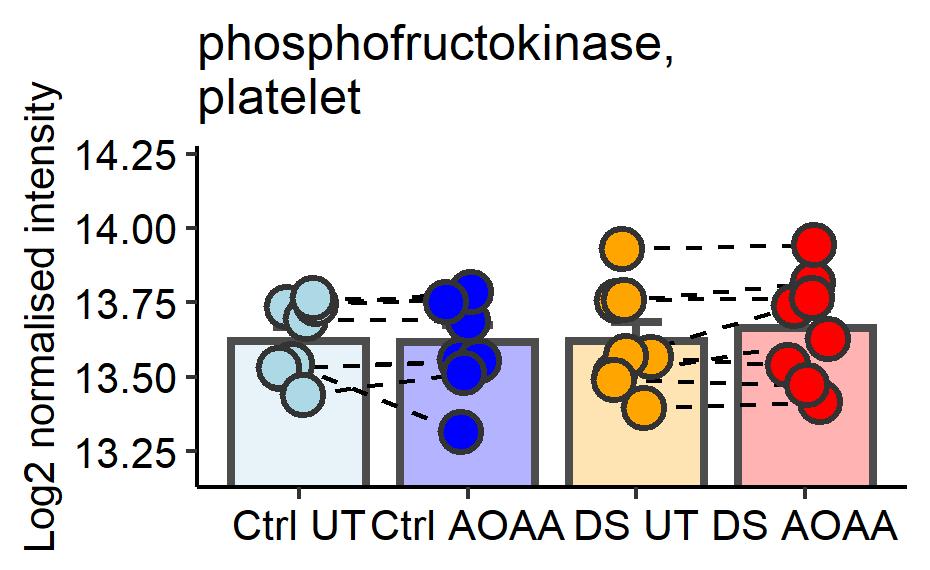 phosphofructokinase,
platelet
Log2 normalised intensity
14.25
14.00
13.75
13.50
13.25
Ctrl UT Ctrl AOAA DS UT DS AOAA